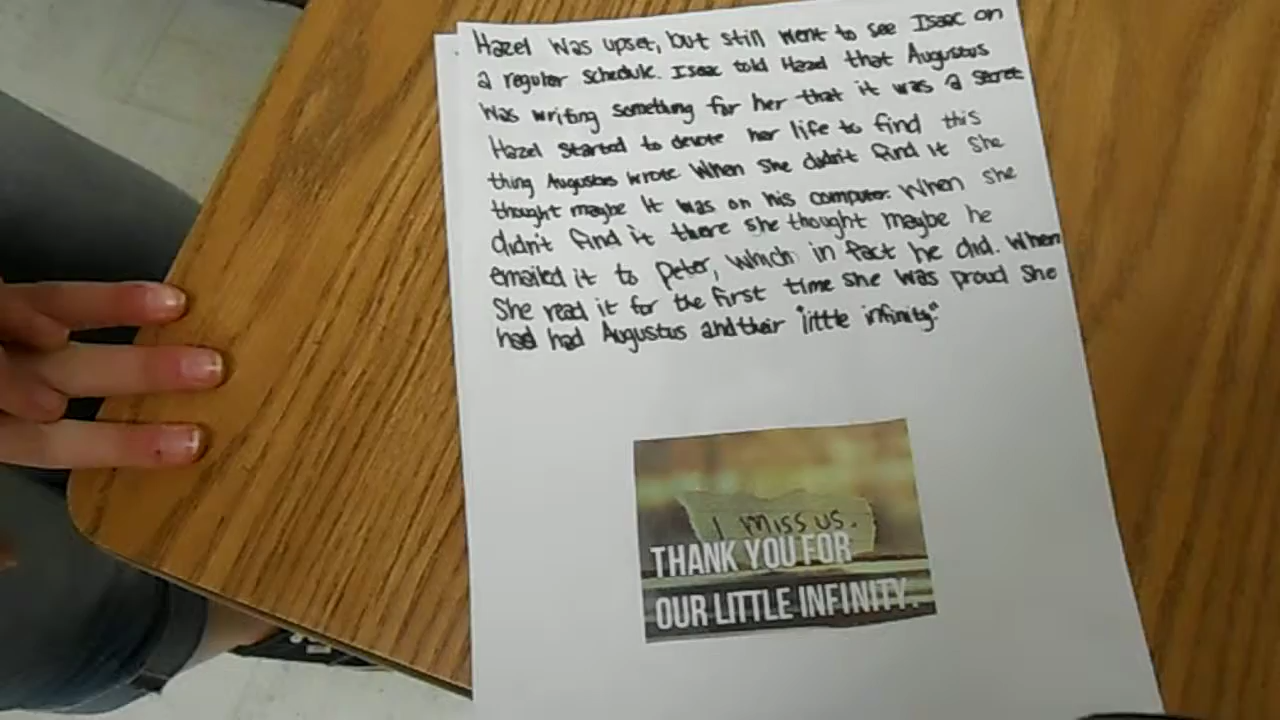 Hazel was upset, but still went to see Isaac on
a regular schedule. Isaac told Hazel that Augustus
was writing something for her that it was a secret
Hazel started to devote her life to find this
thing Augustus wrote. When she didn't find it she
thought maybe it was on his computer. When she
didn't find it there she thought maybe he
emailed it to Peter, which in fact he did. When
She read it for the first time she was proud she
had had Augustus and their "little infinity."
I MISS US.
THANK YOU FOR
OUR LITTLE INFINITY.